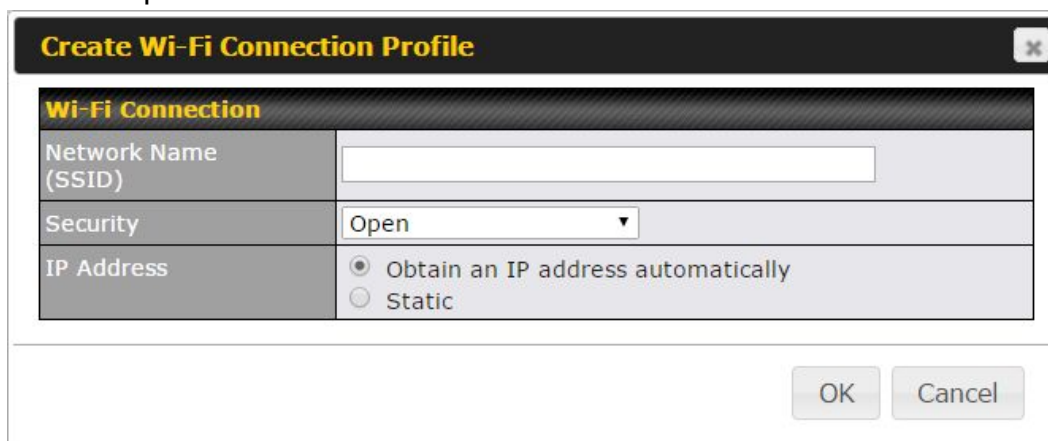 Create Wi-Fi Connection Profile
Wi-Fi Connection
Network Name
(SSID)
Security
Open
IP Address
Obtain an IP address automatically
Static
OK
Cancel